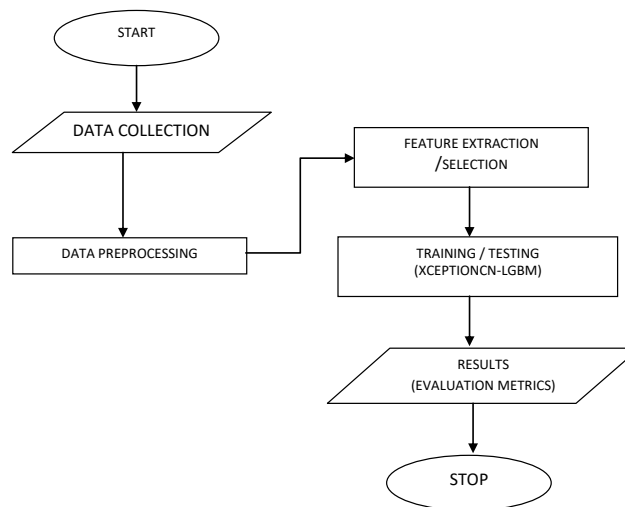 START
DATA COLLECTION
DATA PREPROCESSING
FEATURE EXTRACTION
/SELECTION
TRAINING / TESTING
(XCEPTIONCN-LGBM)
RESULTS
(EVALUATION METRICS)
STOP